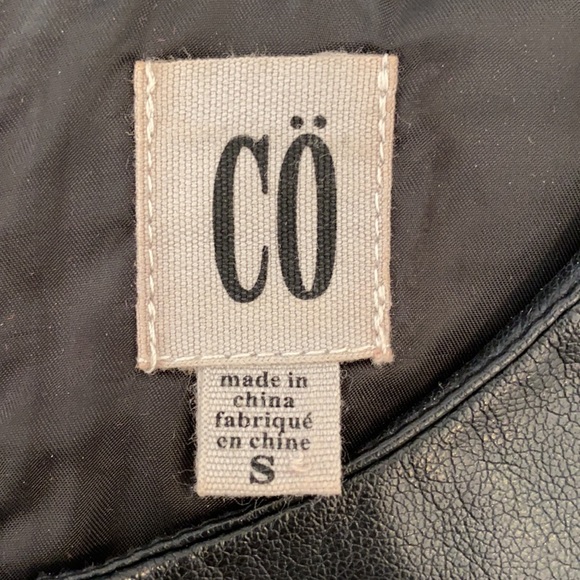 CÖ
made in
china
fabriqué
en chine
S